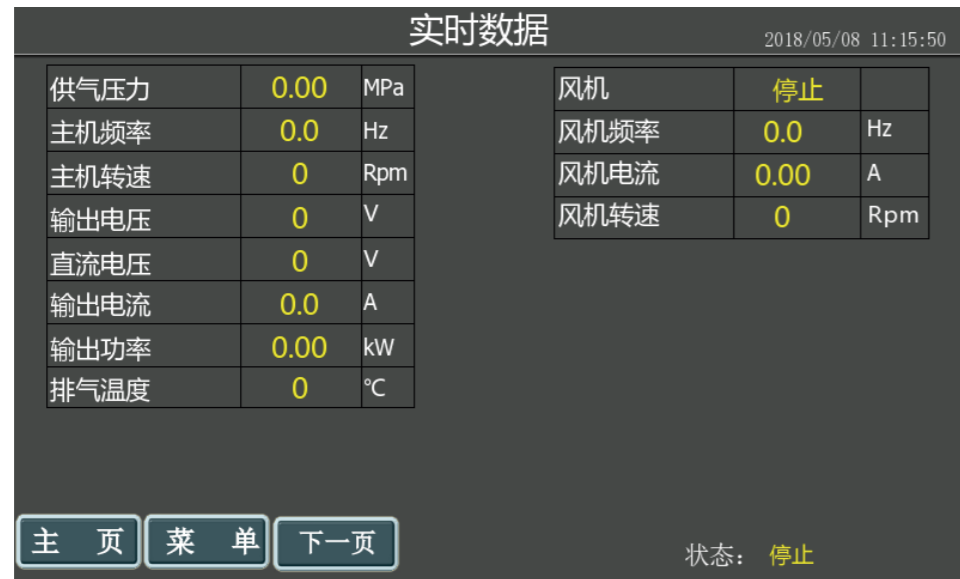 实时数据
2018/05/08 11:15:50
供气压力 0.00 MPa
主机频率 0.0 Hz
主机转速 0 Rpm
输出电压 0 V
直流电压 0 V
输出电流 0.0 A
输出功率 0.00 kW
排气温度 0 ℃
风机 停止
风机频率 0.0 Hz
风机电流 0.00 A
风机转速 0 Rpm
主 页 菜 单 下一页
状态: 停止